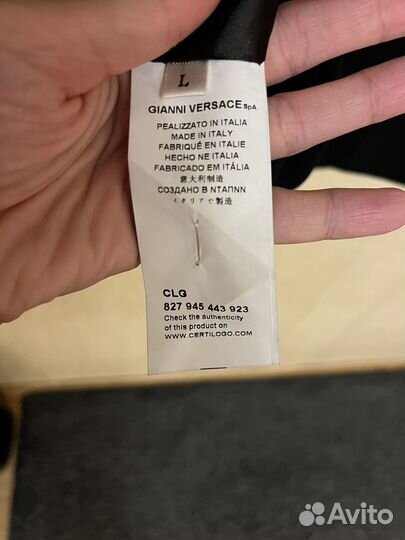 L
GIANNI VERSACE SpA
PEALIZZATO IN ITALIA
MADE IN ITALY
FABRIQUÉ EN ITALIE
HECHO NE ITALIA
FABRICADO EM ITÁLIA
意大利制造
СОЗДАНО В NTAПNN
イタリアで製造
CLG
827 945 443 923
Check the authenticity
of this product on
WWW.CERTILOGO.COM
Avito